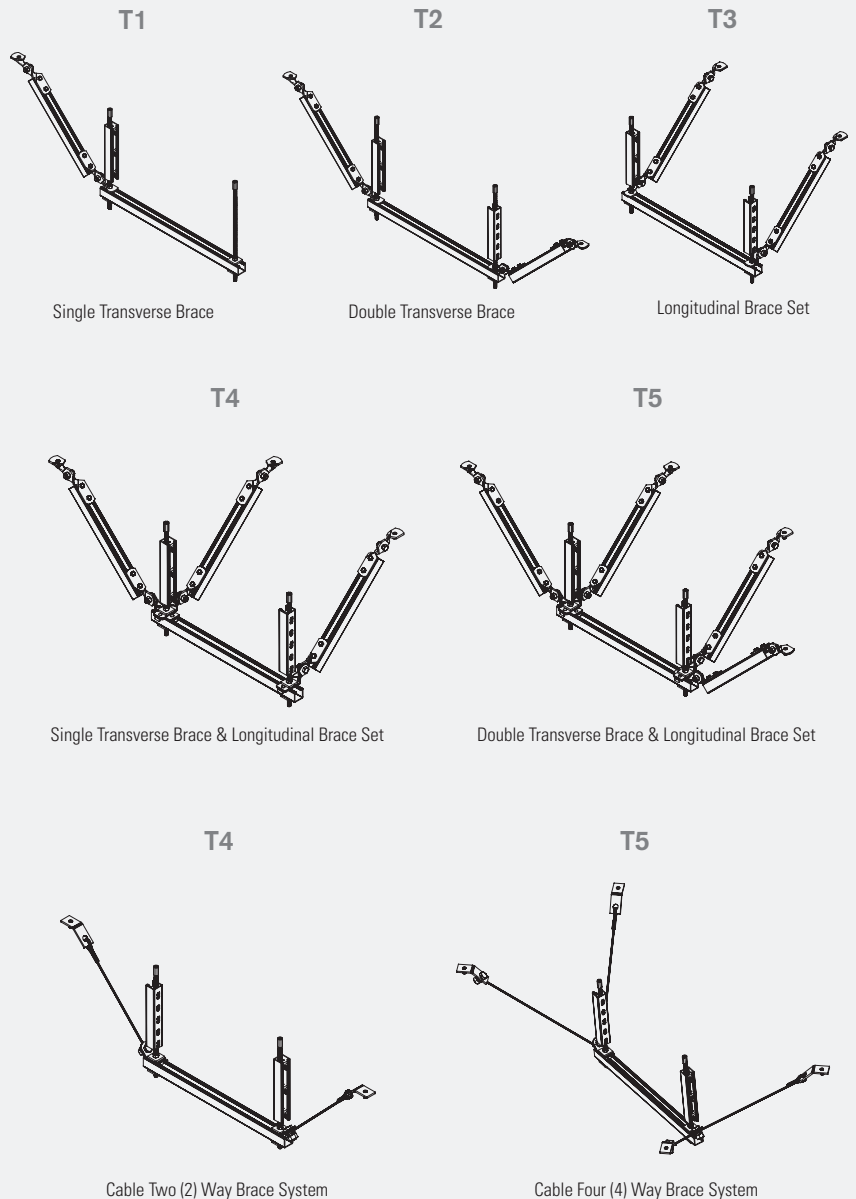 T1
T2
T3
Single Transverse Brace
Double Transverse Brace
Longitudinal Brace Set
T4
T5
Single Transverse Brace & Longitudinal Brace Set
Double Transverse Brace & Longitudinal Brace Set
T4
T5
Cable Two (2) Way Brace System
Cable Four (4) Way Brace System